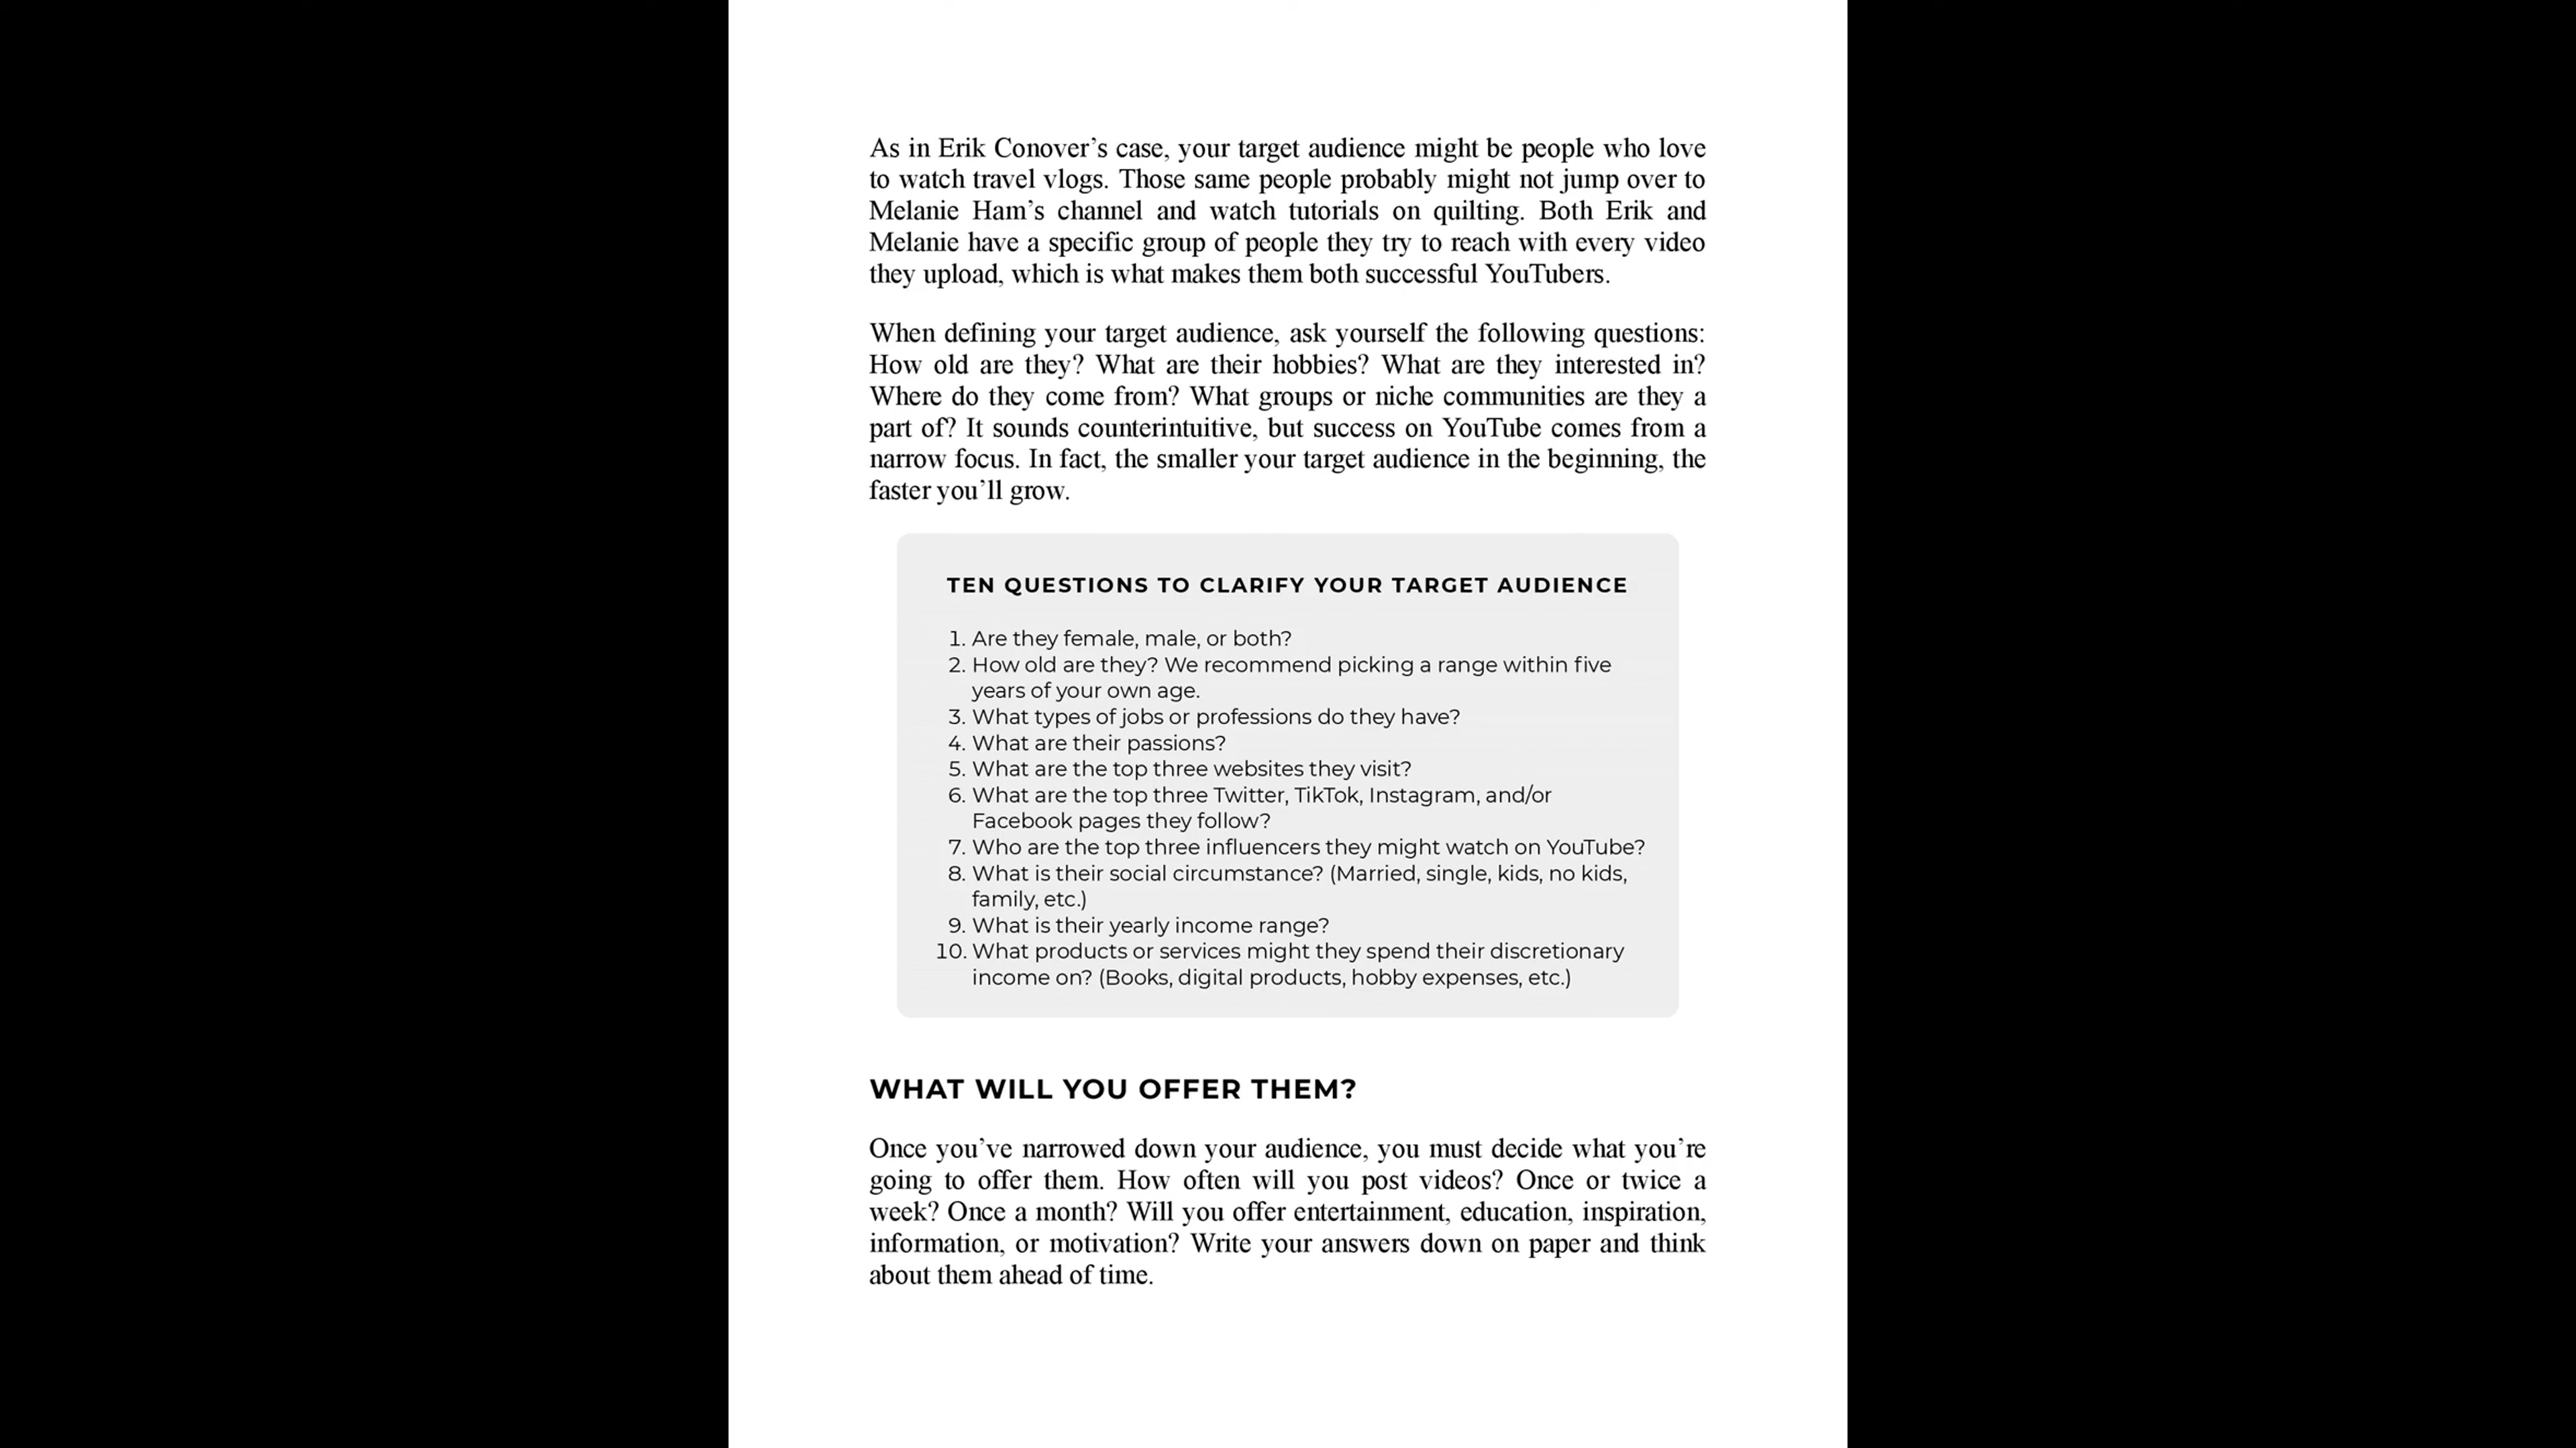 As in Erik Conover’s case, your target audience might be people who love
to watch travel vlogs. Those same people probably might not jump over to
Melanie Ham’s channel and watch tutorials on quilting. Both Erik and
Melanie have a specific group of people they try to reach with every video
they upload, which is what makes them both successful YouTubers.
When defining your target audience, ask yourself the following questions:
How old are they? What are their hobbies? What are they interested in?
Where do they come from? What groups or niche communities are they a
part of? It sounds counterintuitive, but success on YouTube comes from a
narrow focus. In fact, the smaller your target audience in the beginning, the
faster you’ll grow.
TEN QUESTIONS TO CLARIFY YOUR TARGET AUDIENCE
1. Are they female, male, or both?
2. How old are they? We recommend picking a range within five
years of your own age.
3. What types of jobs or professions do they have?
4. What are their passions?
5. What are the top three websites they visit?
6. What are the top three Twitter, TikTok, Instagram, and/or
Facebook pages they follow?
7. Who are the top three influencers they might watch on YouTube?
8. What is their social circumstance? (Married, single, kids, no kids,
family, etc.)
9. What is their yearly income range?
10. What products or services might they spend their discretionary
income on? (Books, digital products, hobby expenses, etc.)
WHAT WILL YOU OFFER THEM?
Once you’ve narrowed down your audience, you must decide what you’re
going to offer them. How often will you post videos? Once or twice a
week? Once a month? Will you offer entertainment, education, inspiration,
information, or motivation? Write your answers down on paper and think
about them ahead of time.